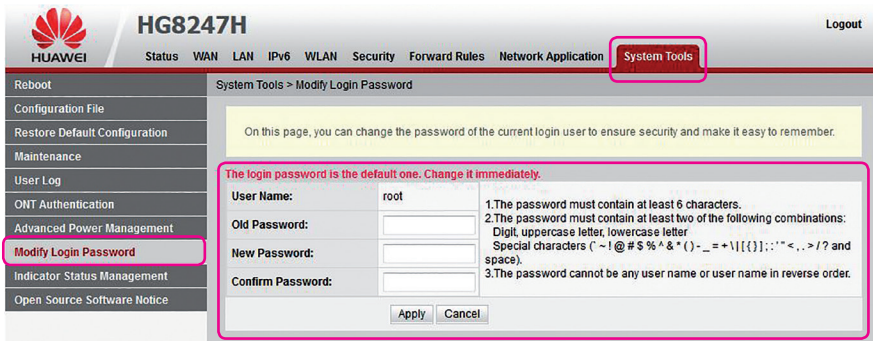 HUAWEI
HG8247H
Logout
Status WAN LAN IPv6 WLAN Security Forward Rules Network Application System Tools
Reboot
Configuration File
Restore Default Configuration
Maintenance
User Log
ONT Authentication
Advanced Power Management
Modify Login Password
Indicator Status Management
Open Source Software Notice
System Tools > Modify Login Password
On this page, you can change the password of the current login user to ensure security and make it easy to remember.
The login password is the default one. Change it immediately.
User Name: root
Old Password:
New Password:
Confirm Password:
1.The password must contain at least 6 characters.
2.The password must contain at least two of the following combinations:
Digit, uppercase letter, lowercase letter
Special characters (` ~ ! @ # $ % ^ & * ( ) - _ = + \ | [ { } ] ; : ' " < , . > / ? and
space).
3.The password cannot be any user name or user name in reverse order.
Apply Cancel